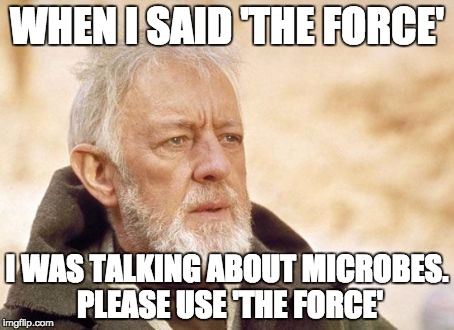 WHEN I SAID 'THE FORCE'
I WAS TALKING ABOUT MICROBES.
PLEASE USE 'THE FORCE'
imgflip.com